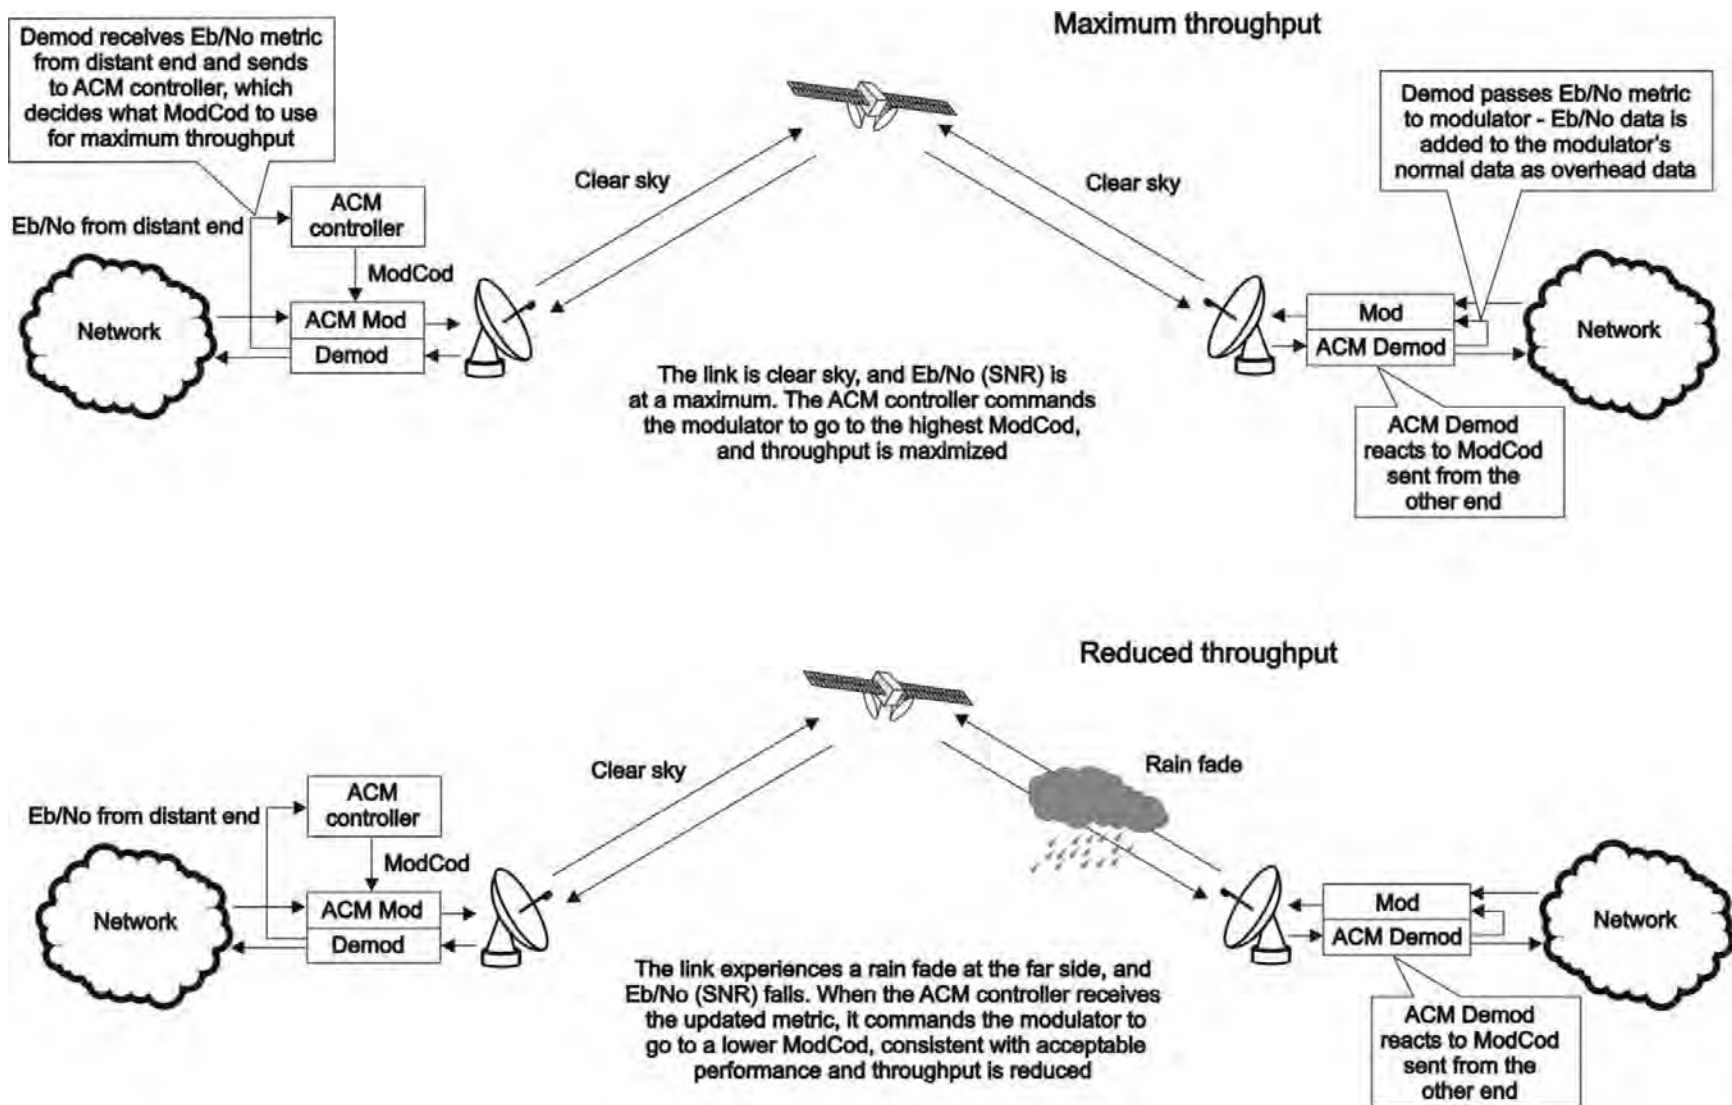 Maximum throughput
Demod receives Eb/No metric
from distant end and sends
to ACM controller, which
decides what ModCod to use
for maximum throughput
Demod passes Eb/No metric
to modulator - Eb/No data is
added to the modulator's
normal data as overhead data
Clear sky
Clear sky
ACM
controller
Eb/No from distant end
ModCod
Network
ACM Mod
Demod
Mod
ACM Demod
Network
The link is clear sky, and Eb/No (SNR) is
at a maximum. The ACM controller commands
the modulator to go to the highest ModCod,
and throughput is maximized
ACM Demod
reacts to ModCod
sent from the
other end
Reduced throughput
Clear sky
Rain fade
ACM
controller
Eb/No from distant end
ModCod
Network
ACM Mod
Demod
Mod
ACM Demod
Network
The link experiences a rain fade at the far side, and
Eb/No (SNR) falls. When the ACM controller receives
the updated metric, it commands the modulator to
go to a lower ModCod, consistent with acceptable
performance and throughput is reduced
ACM Demod
reacts to ModCod
sent from the
other end